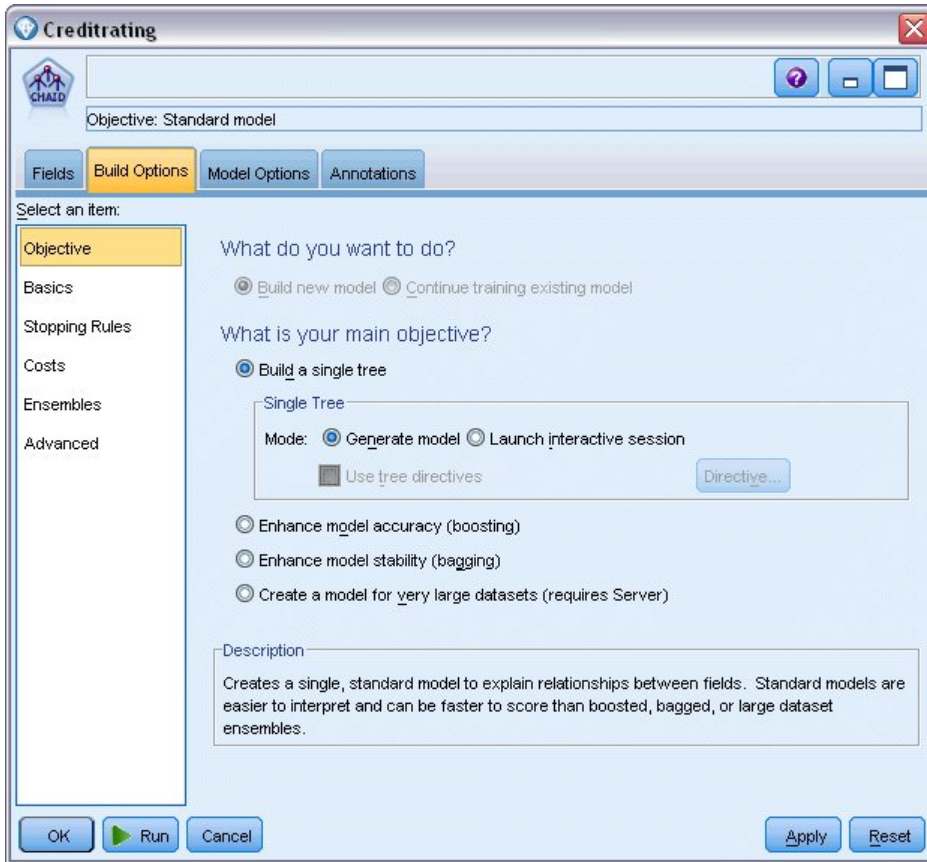 Creditrating
CHAID
Objective: Standard model
Fields Build Options Model Options Annotations
Select an item:
Objective
Basics
Stopping Rules
Costs
Ensembles
Advanced
What do you want to do?
Build new model Continue training existing model
What is your main objective?
Build a single tree
Single Tree
Mode: Generate model Launch interactive session
Use tree directives Directive...
Enhance model accuracy (boosting)
Enhance model stability (bagging)
Create a model for very large datasets (requires Server)
Description
Creates a single, standard model to explain relationships between fields. Standard models are
easier to interpret and can be faster to score than boosted, bagged, or large dataset
ensembles.
OK Run Cancel Apply Reset